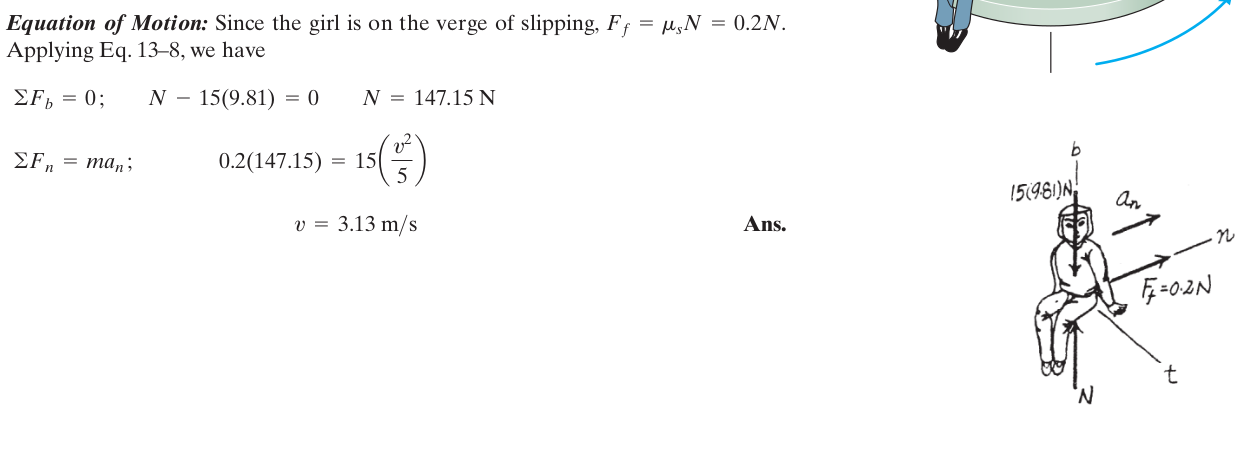 Equation of Motion: Since the girl is on the verge of slipping, F_f = μ_sN = 0.2N.
Applying Eq. 13–8, we have
ΣF_b = 0; N − 15(9.81) = 0 N = 147.15 N
ΣF_n = ma_n; 0.2(147.15) = 15(v²/5)
v = 3.13 m/s Ans.
b
15(9.81)N
a_n
n
F_f=0.2N
t
N